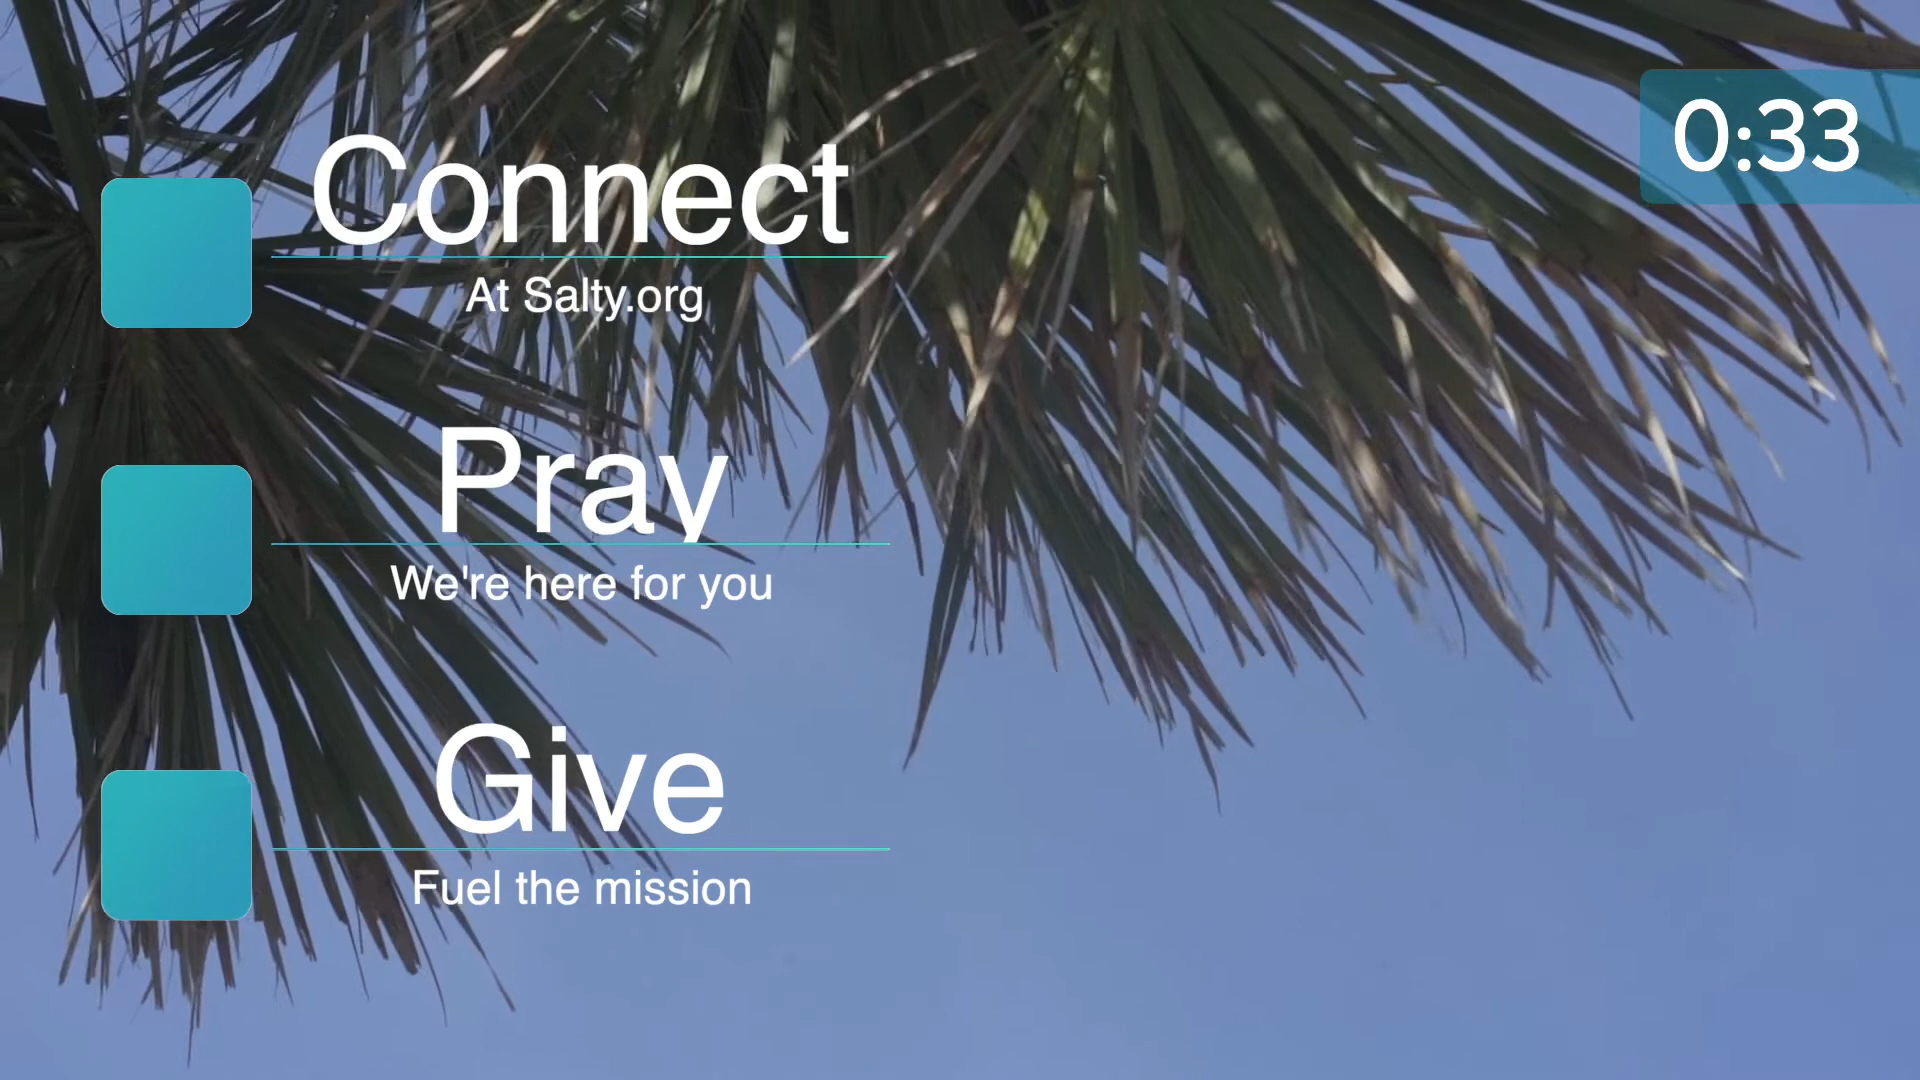 Connect
At Salty.org
0:33
Pray
We're here for you
Give
Fuel the mission